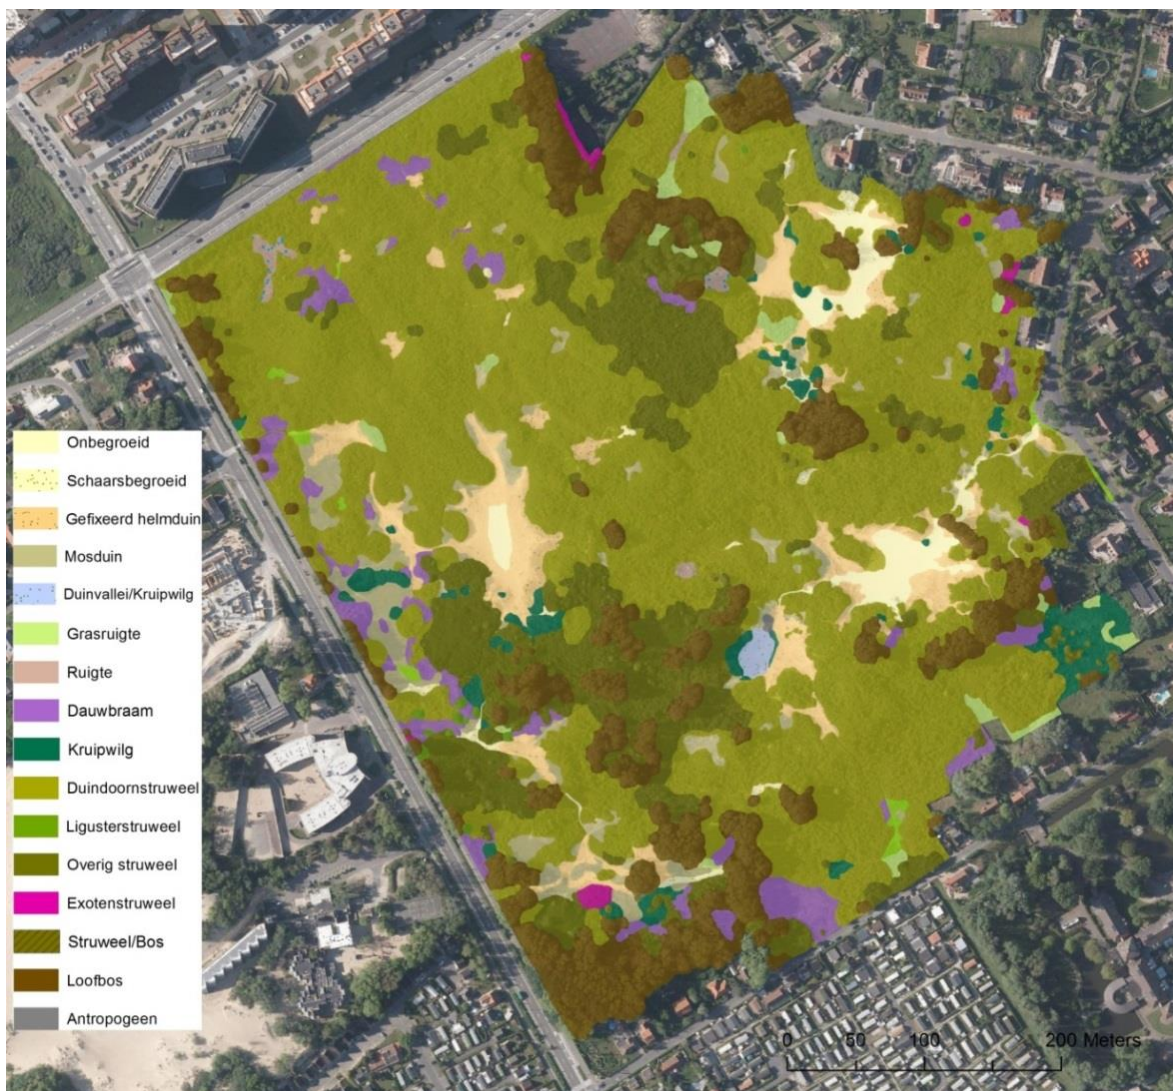 Onbegroeid
Schaarsbegroeid
Gefixeerd helmduin
Mosduin
Duinvallei/Kruipwilg
Grasruigte
Ruigte
Dauwbraam
Kruipwilg
Duindoornstruweel
Ligusterstruweel
Overig struweel
Exotenstruweel
Struweel/Bos
Loofbos
Antropogeen
0 50 100 200 Meters